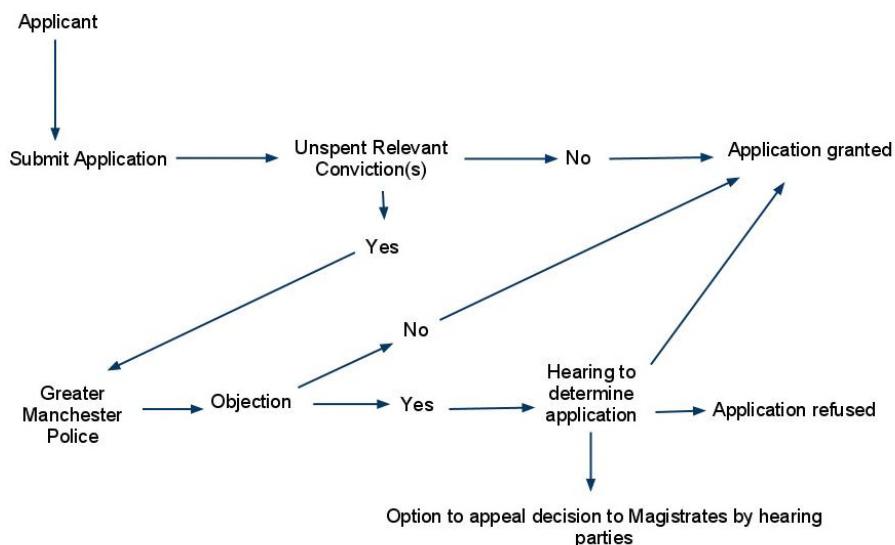 Applicant
Submit Application
Unspent Relevant
Conviction(s)
No
Application granted
Yes
No
Greater
Manchester
Police
Objection
Yes
Hearing to
determine
application
Application refused
Option to appeal decision to Magistrates by hearing
parties